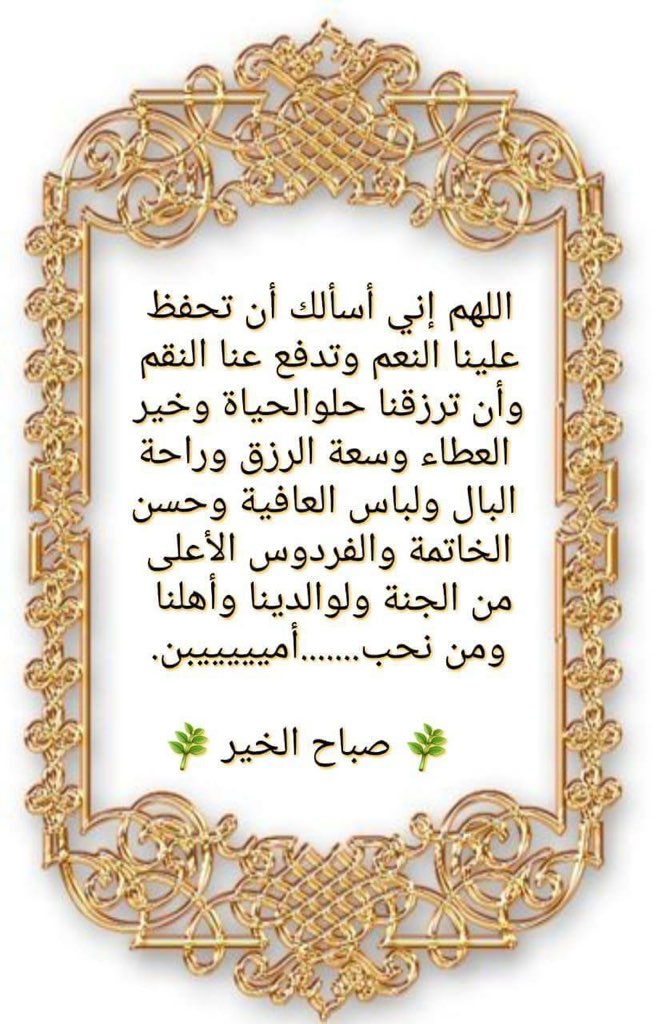 اللهم إني أسألك أن تحفظ
علينا النعم وتدفع عنا النقم
وأن ترزقنا حلوالحياة وخير
العطاء وسعة الرزق وراحة
البال ولباس العافية وحسن
الخاتمة والفردوس الأعلى
من الجنة ولوالدينا وأهلنا
ومن نحب.......أميييييبن.
🌿 صباح الخير 🌿